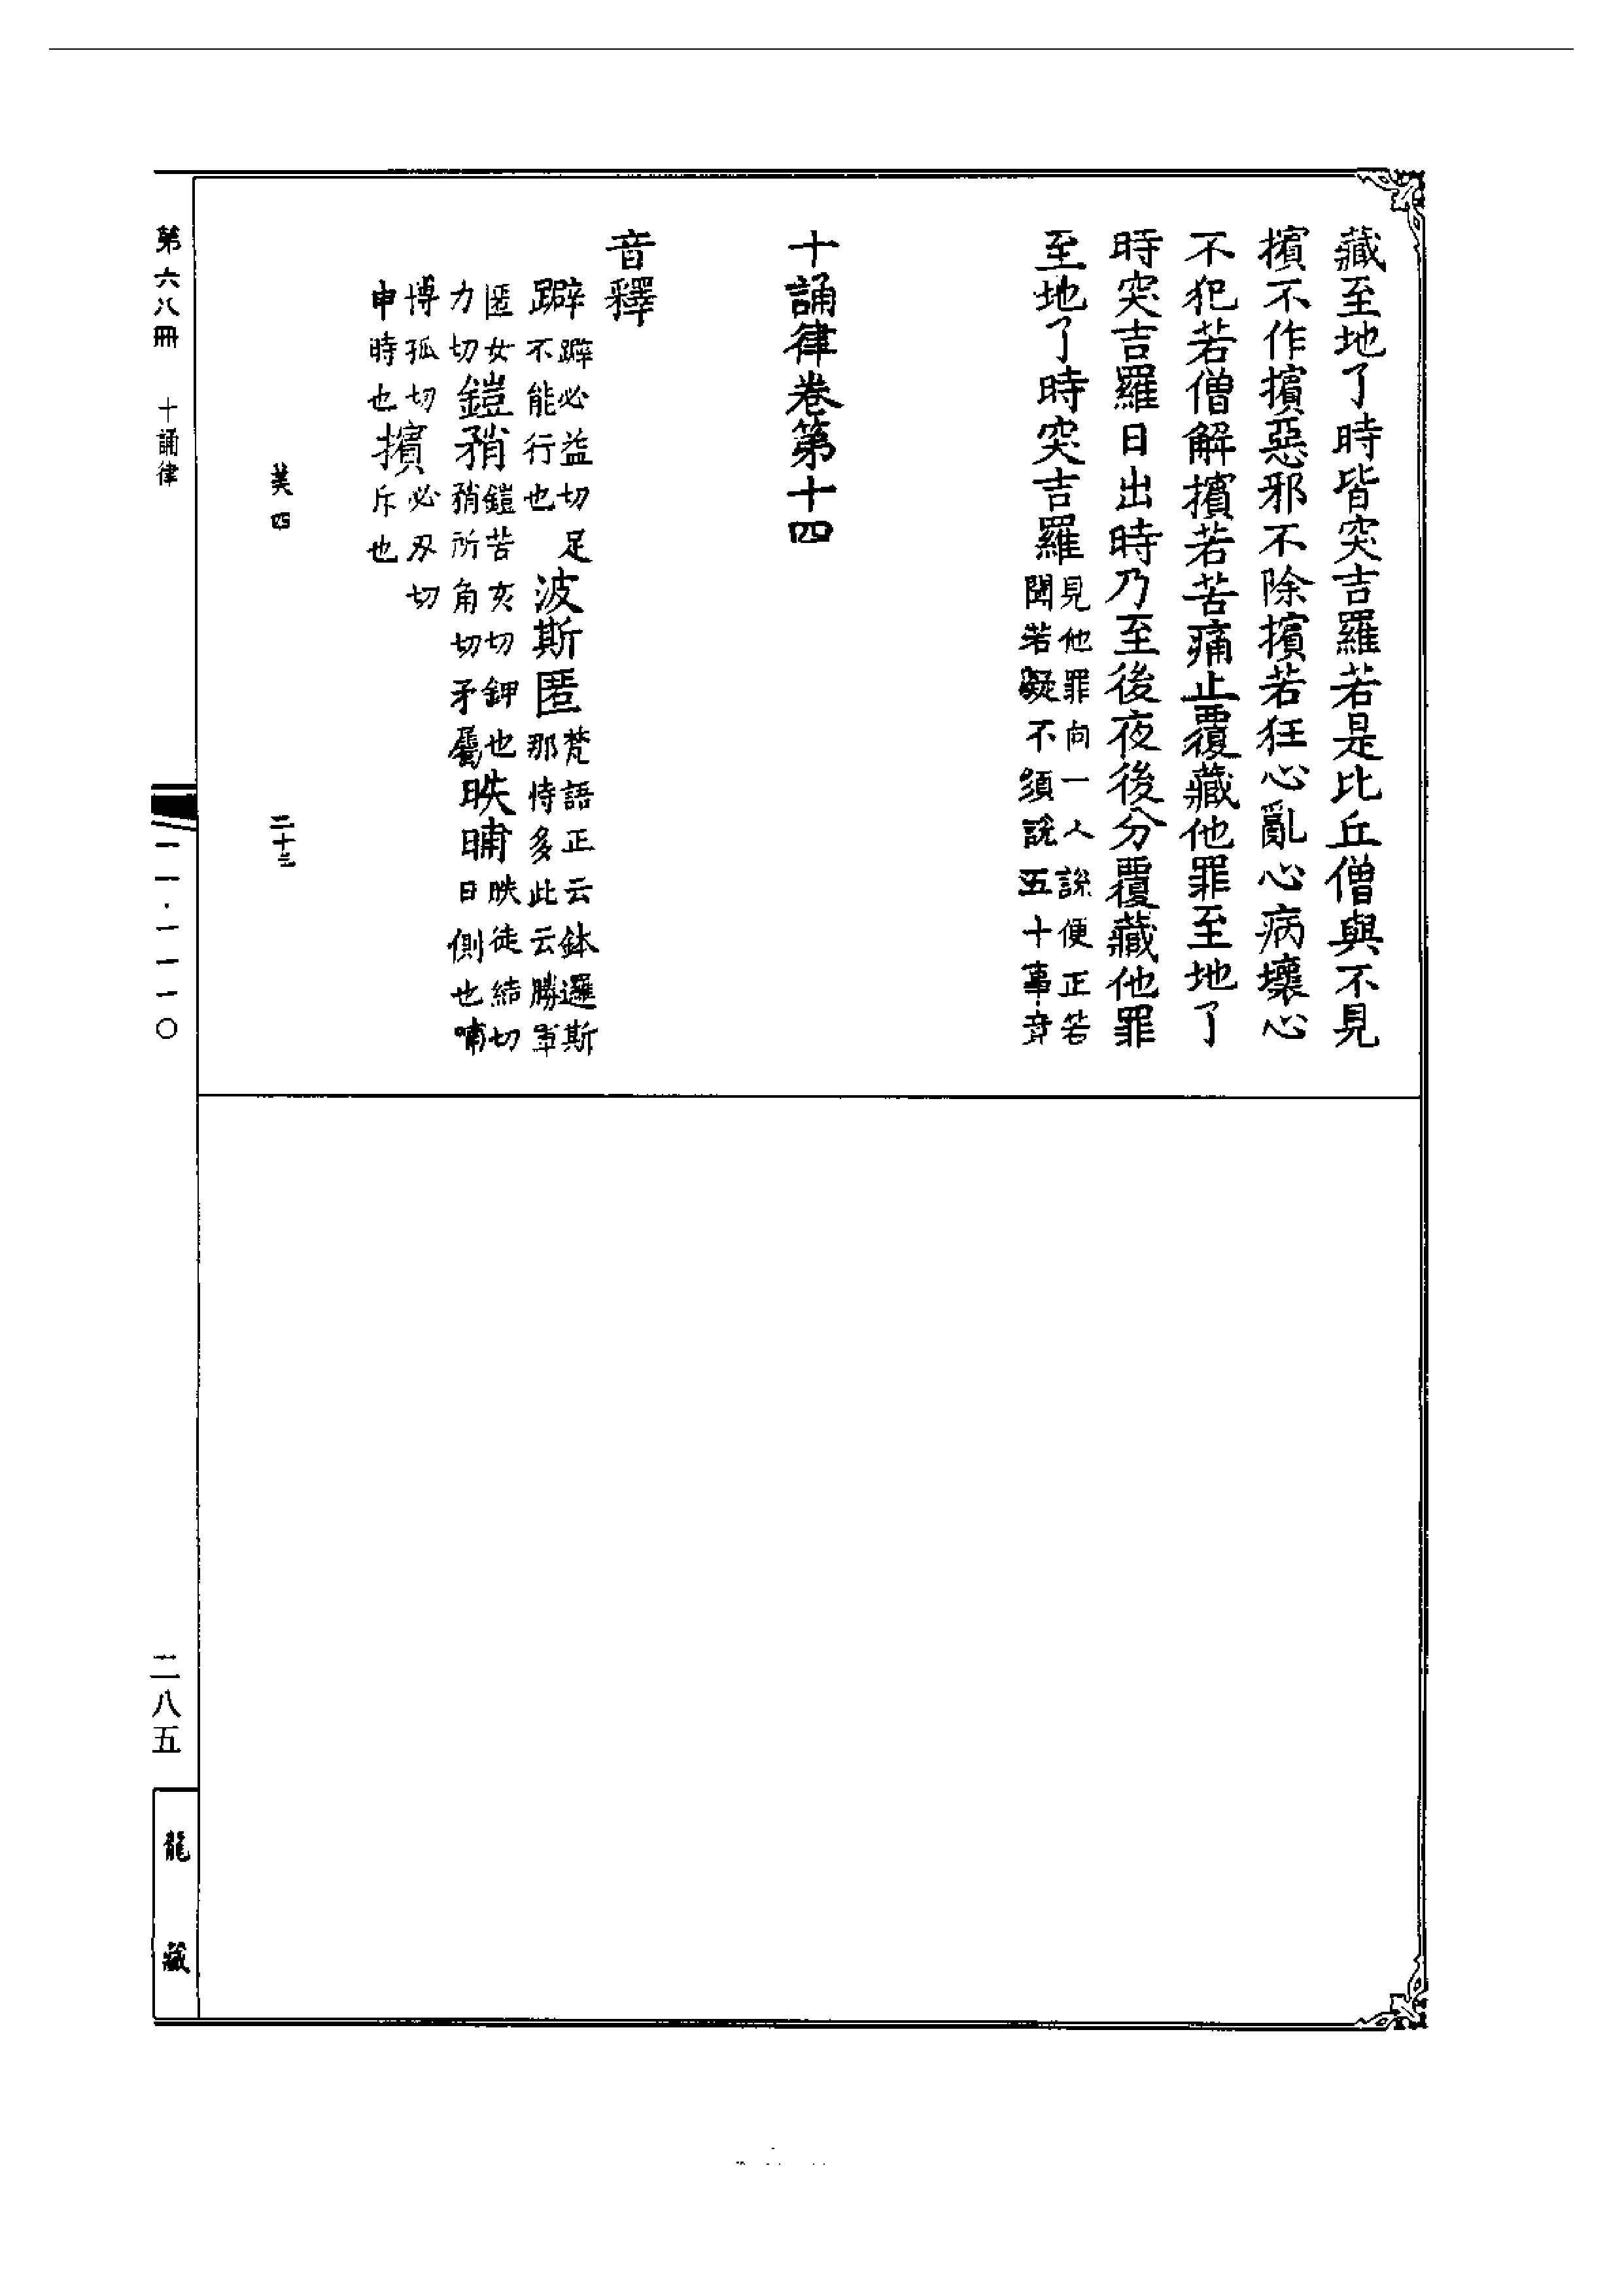 藏至地了時皆突吉羅若是比丘僧與不見
擯不作擯惡邪不除擯若狂心亂心病壞心
不犯若僧解擯若苦痛止覆藏他罪至地了
時突吉羅日出時乃至後夜後分覆藏他罪
至地了時突吉羅見他罪向一人說便正若
聞若礙不須說五十事竟
十誦律卷第十四
音釋
躃躃必益切足
不能行也
波斯匿梵語正云鉢邏斯
那恃多此云勝軍
匿女
力切
鎧矟鎧苦亥切鉀也
矟所角切矛屬
昳晡昳徒結切
日側也晡
博孤切
申時也
擯必刃切
斥也
美四
二十三
第六八冊
十誦律
一一·一一一〇
二八五
龍藏